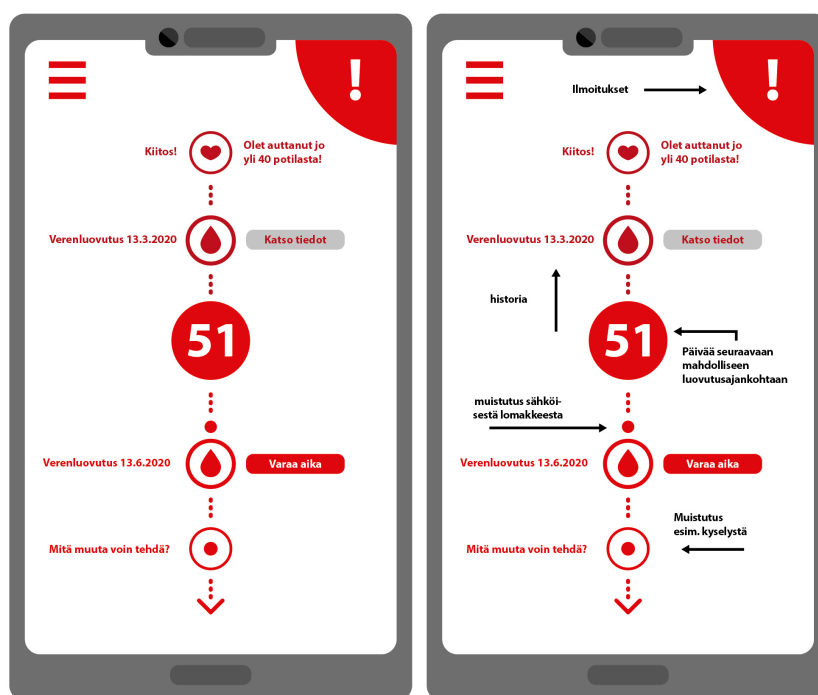 !
Kiitos!
Olet auttanut jo
yli 40 potilasta!
Verenluovutus 13.3.2020
Katso tiedot
51
Verenluovutus 13.6.2020
Varaa aika
Mitä muuta voin tehdä?
Ilmoitukset
!
Kiitos!
Olet auttanut jo
yli 40 potilasta!
Verenluovutus 13.3.2020
Katso tiedot
historia
51
Päivää seuraavaan
mahdolliseen
luovutusajankohtaan
muistutus sähköi-
sestä lomakkeesta
Verenluovutus 13.6.2020
Varaa aika
Muistutus
esim. kyselystä
Mitä muuta voin tehdä?